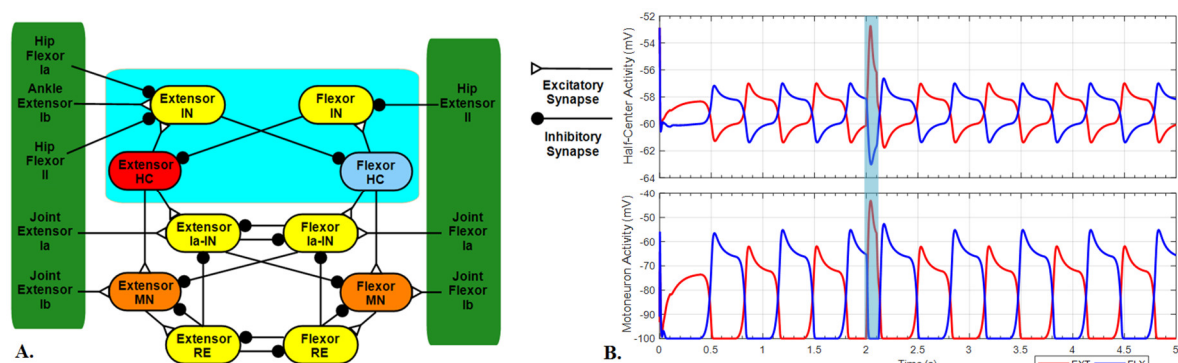 Hip
Flexor
Ia
Ankle
Extensor
Ib
Hip
Flexor
II
Joint
Extensor
Ia
Joint
Extensor
Ib
Extensor
IN
Flexor
IN
Extensor
HC
Flexor
HC
Extensor
Ia-IN
Flexor
Ia-IN
Extensor
MN
Flexor
MN
Extensor
RE
Flexor
RE
Hip
Extensor
II
Joint
Flexor
Ia
Joint
Flexor
Ib
A.
Excitatory
Synapse
Inhibitory
Synapse
B.
Half-Center Activity (mV)
-52
-54
-56
-58
-60
-62
-64
Motoneuron Activity (mV)
-40
-50
-60
-70
-80
-90
-100
0
0.5
1
1.5
2
2.5
3
3.5
4
4.5
5
Time (s)
EXT
FLX